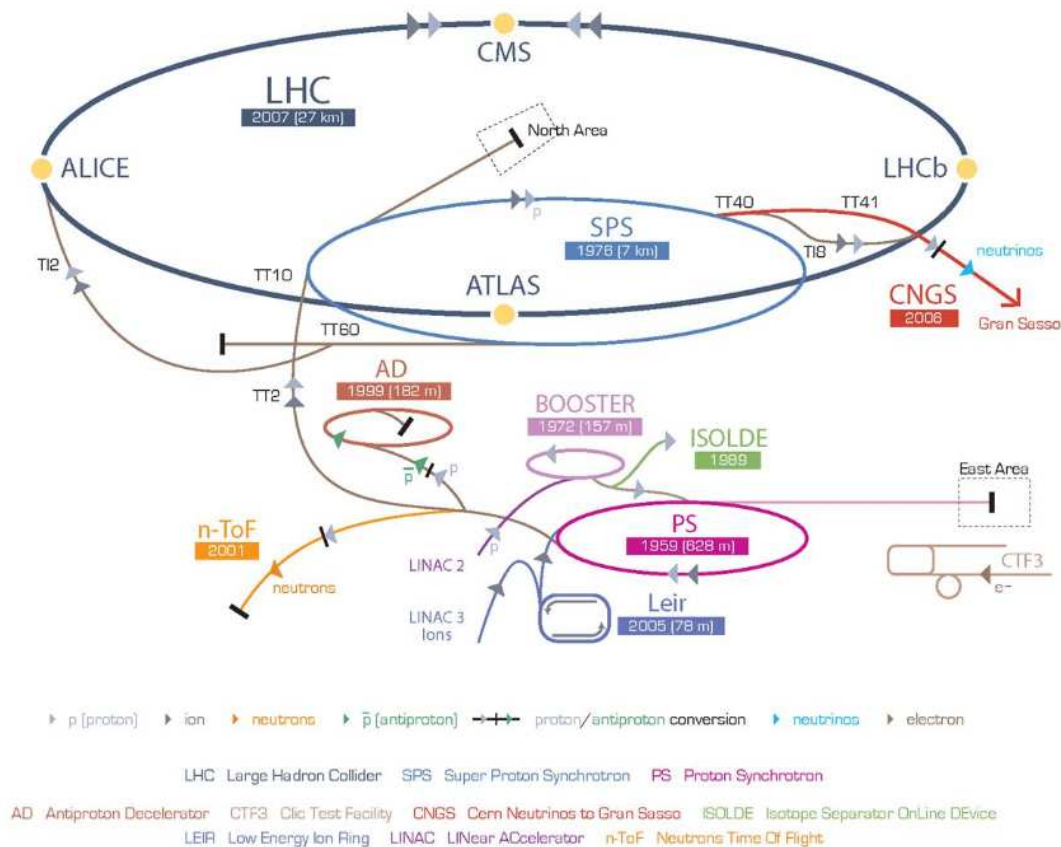 CMS
LHC
2007 (27 km)
North Area
ALICE
LHCb
TT40
TT41
SPS
1976 (7 km)
p
TI8
TI2
TT10
neutrinos
ATLAS
CNGS
2006
Gran Sasso
TT60
AD
1999 (182 m)
TT2
BOOSTER
1972 (157 m)
ISOLDE
1989
p̅
p
East Area
n-ToF
2001
PS
1959 (628 m)
p
LINAC 2
neutrons
CTF3
e-
Leir
2005 (78 m)
LINAC 3
Ions
p (proton) ion neutrons p̅ (antiproton) proton/antiproton conversion neutrinos electron
LHC Large Hadron Collider SPS Super Proton Synchrotron PS Proton Synchrotron
AD Antiproton Decelerator CTF3 Clic Test Facility CNGS Cern Neutrinos to Gran Sasso ISOLDE Isotope Separator OnLine DEvice
LEIR Low Energy Ion Ring LINAC LINear ACcelerator n-ToF Neutrons Time Of Flight